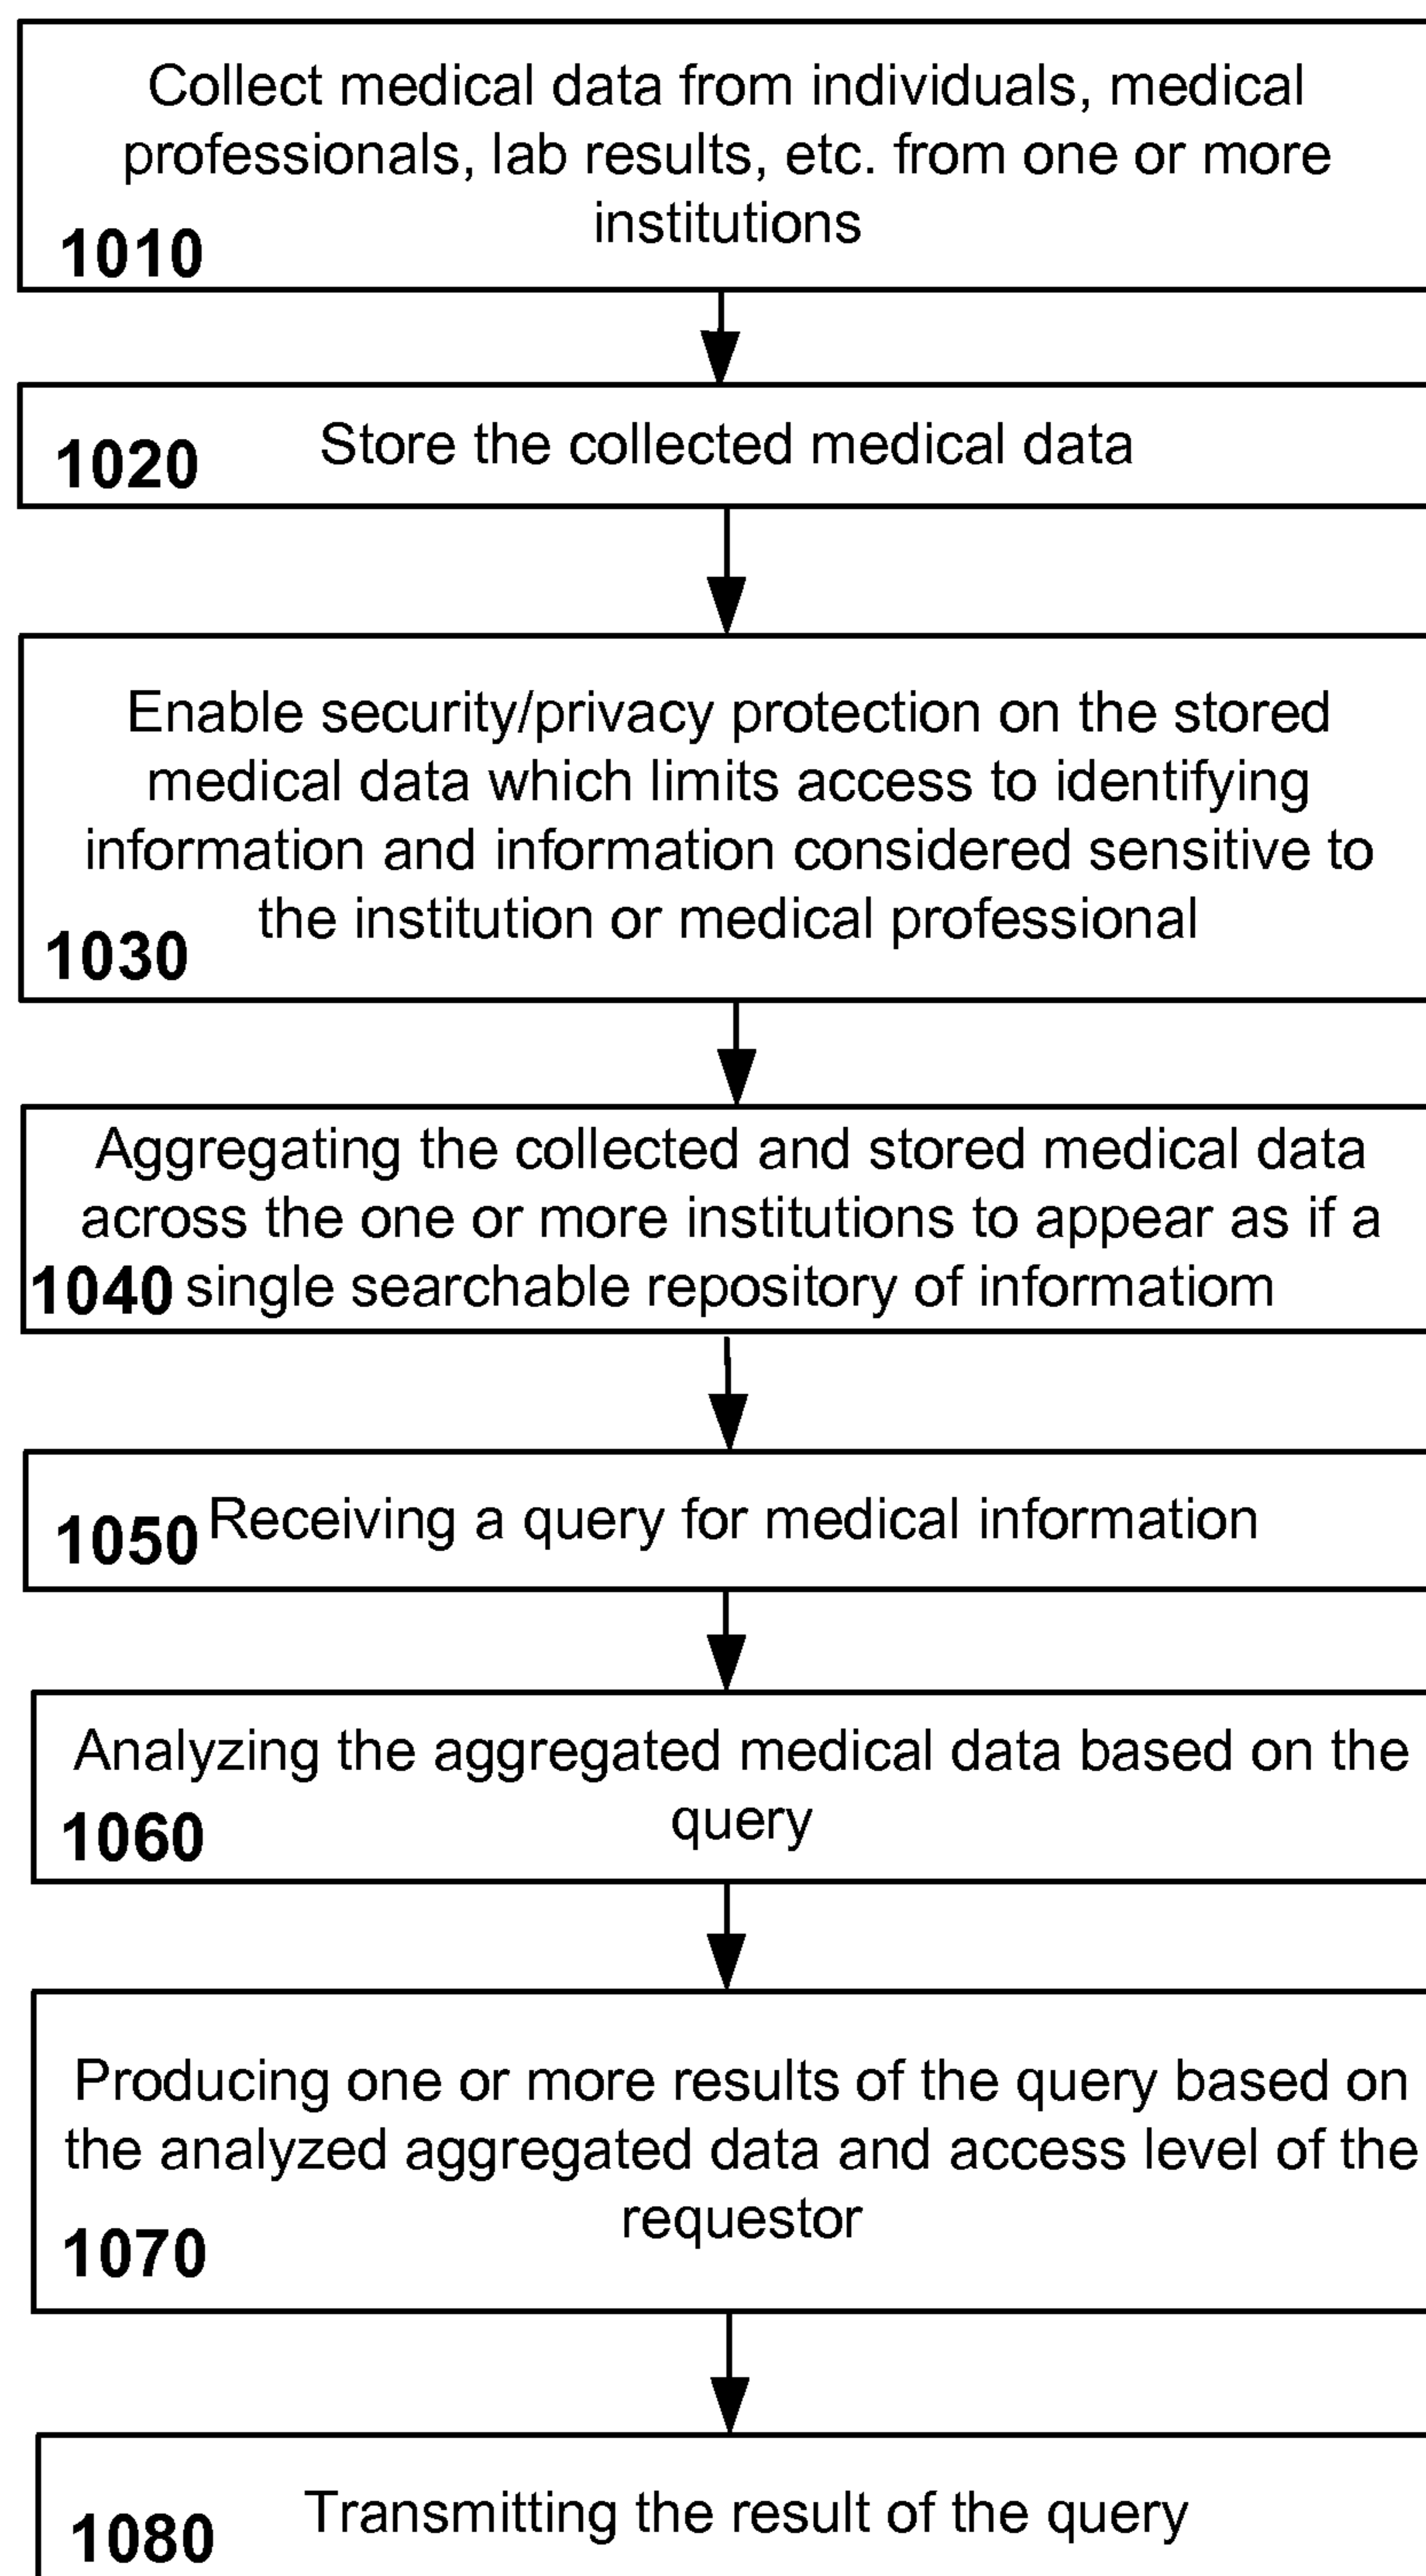 Collect medical data from individuals, medical
professionals, lab results, etc. from one or more
institutions
1010
1020 Store the collected medical data
Enable security/privacy protection on the stored
medical data which limits access to identifying
information and information considered sensitive to
the institution or medical professional
1030
Aggregating the collected and stored medical data
across the one or more institutions to appear as if a
1040 single searchable repository of informatiom
1050 Receiving a query for medical information
Analyzing the aggregated medical data based on the
query
1060
Producing one or more results of the query based on
the analyzed aggregated data and access level of the
requestor
1070
1080 Transmitting the result of the query